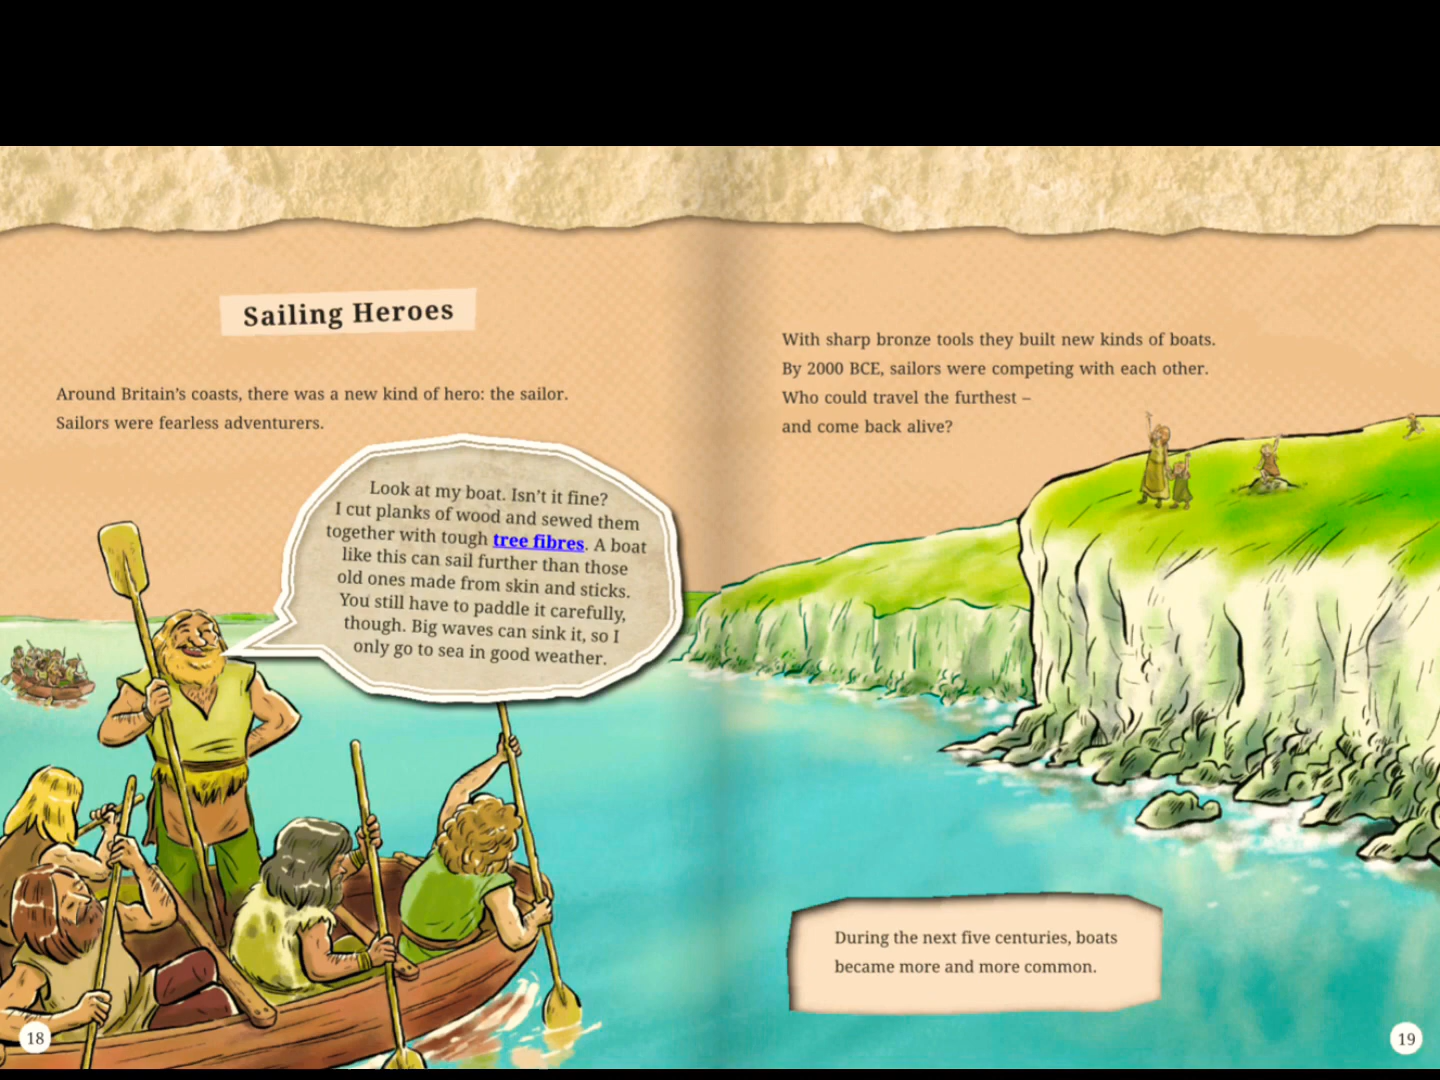 Sailing Heroes
Around Britain’s coasts, there was a new kind of hero: the sailor.
Sailors were fearless adventurers.
Look at my boat. Isn’t it fine?
I cut planks of wood and sewed them
together with tough tree fibres. A boat
like this can sail further than those
old ones made from skin and sticks.
You still have to paddle it carefully,
though. Big waves can sink it, so I
only go to sea in good weather.
18
With sharp bronze tools they built new kinds of boats.
By 2000 BCE, sailors were competing with each other.
Who could travel the furthest –
and come back alive?
During the next five centuries, boats
became more and more common.
19